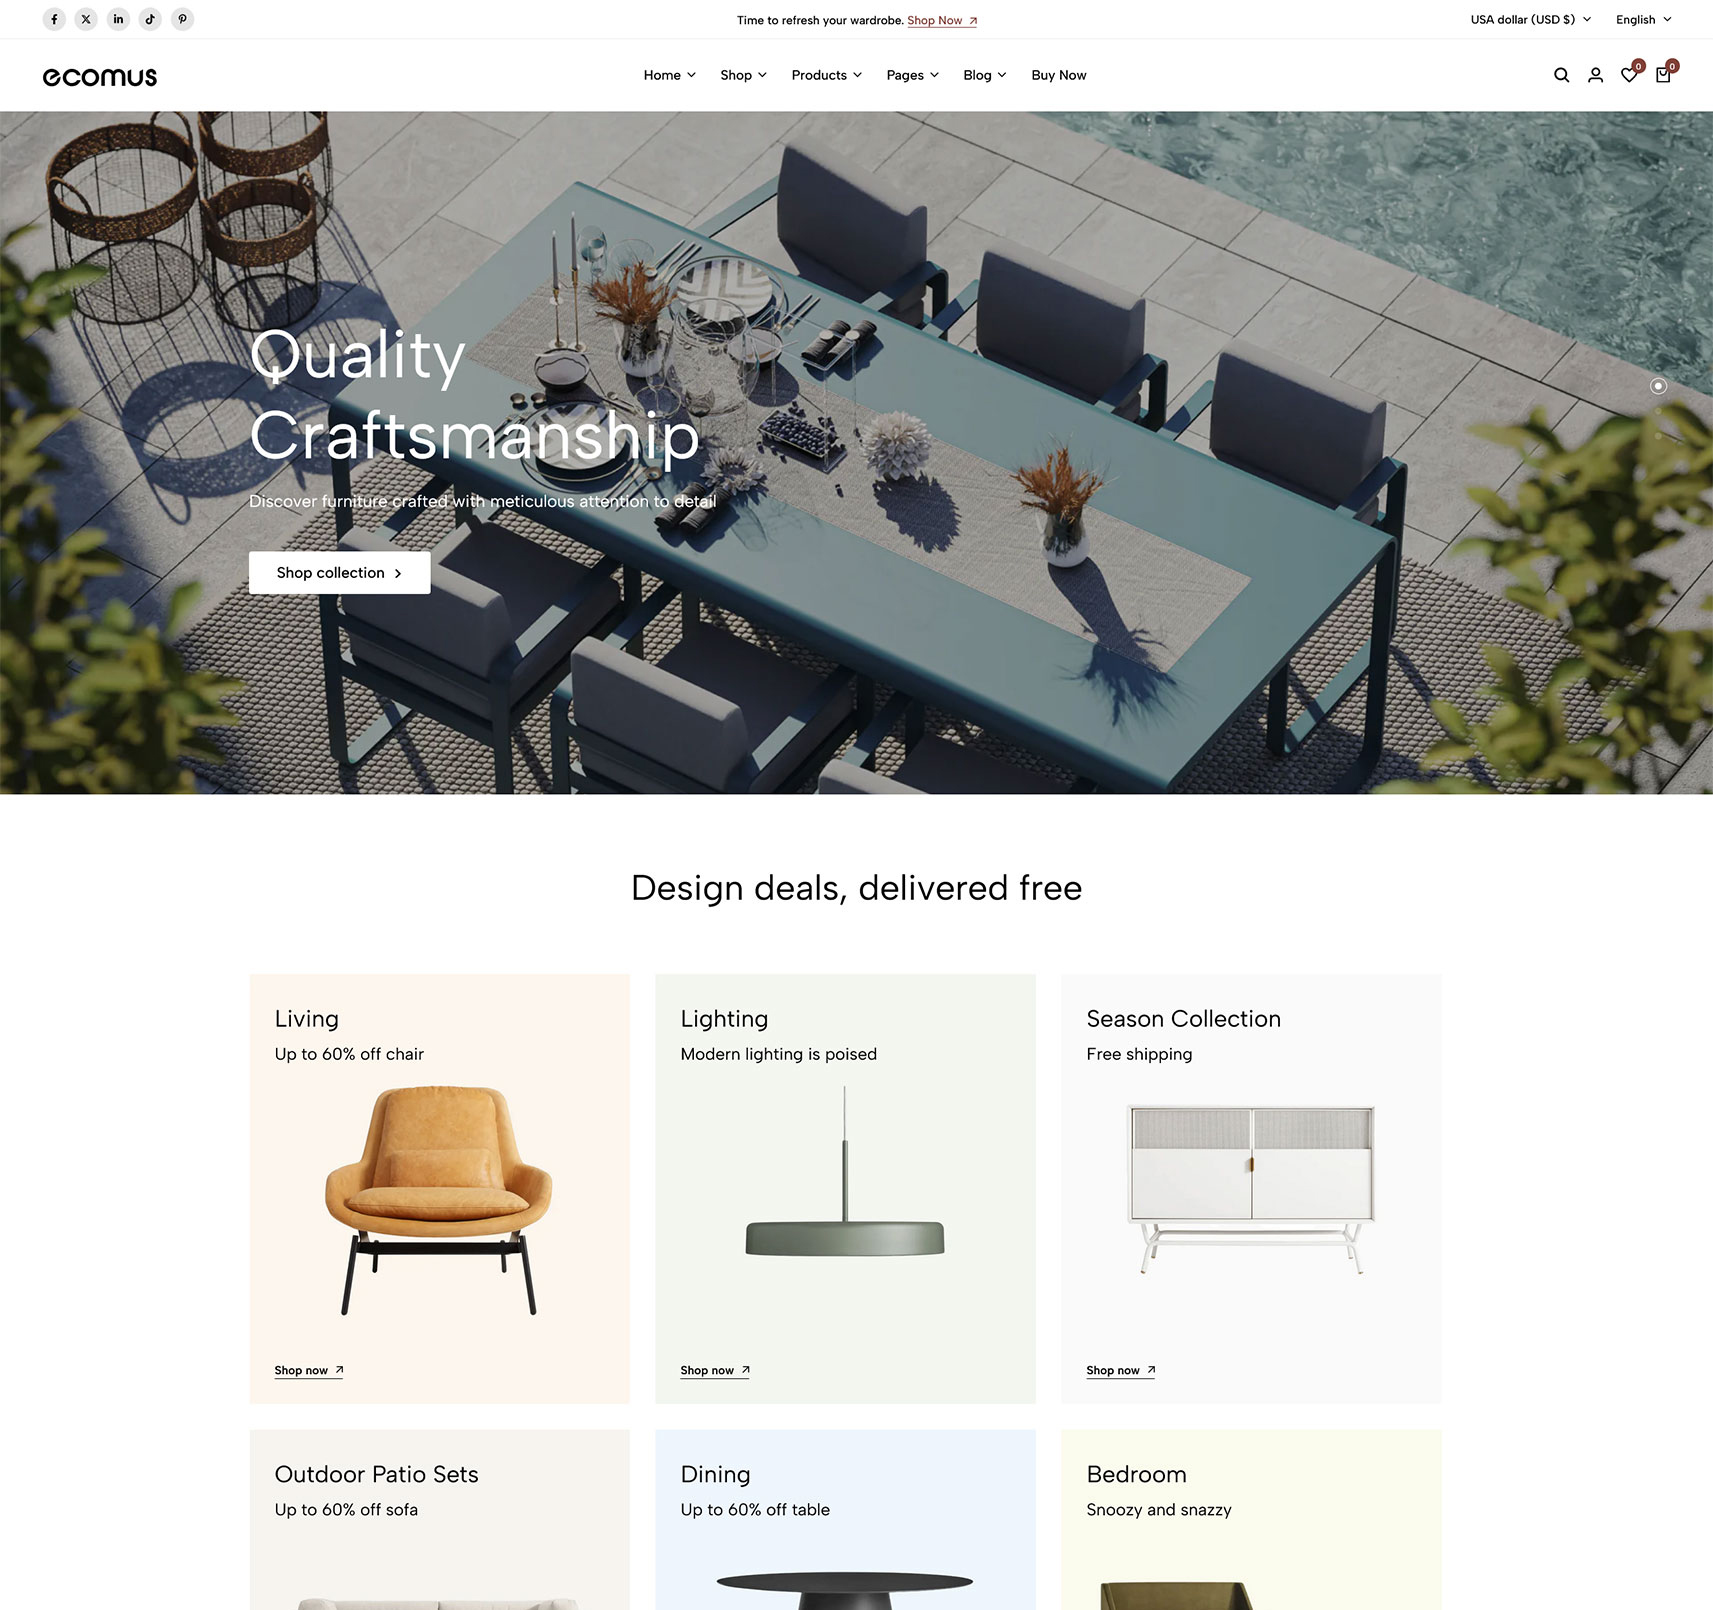 Time to refresh your wardrobe. Shop Now
USA dollar (USD $)
English
ecomus
Home
Shop
Products
Pages
Blog
Buy Now
0
0
Quality
Craftsmanship
Discover furniture crafted with meticulous attention to detail
Shop collection
Design deals, delivered free
Living
Up to 60% off chair
Shop now
Lighting
Modern lighting is poised
Shop now
Season Collection
Free shipping
Shop now
Outdoor Patio Sets
Up to 60% off sofa
Dining
Up to 60% off table
Bedroom
Snoozy and snazzy